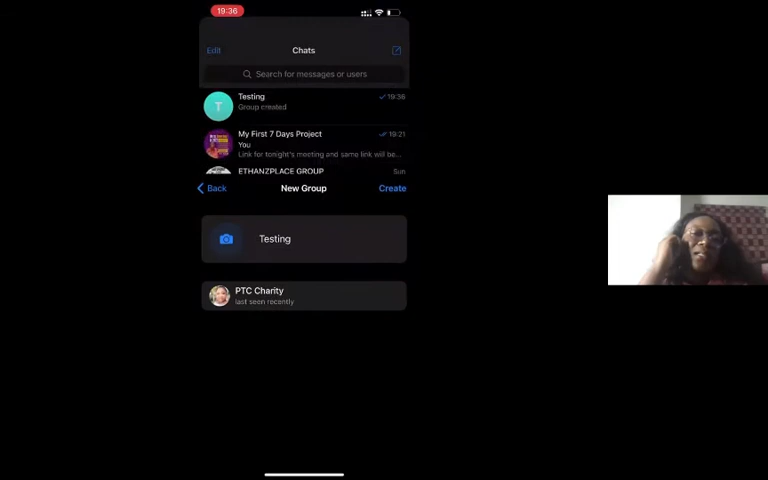 19:36
Edit
Chats
Search for messages or users
T
Testing
19:36
Group created
My First 7 Days Project
19:21
You
Link for tonight's meeting and same link will be...
ETHANZPLACE GROUP
Sun
Back
New Group
Create
Testing
PTC Charity
last seen recently